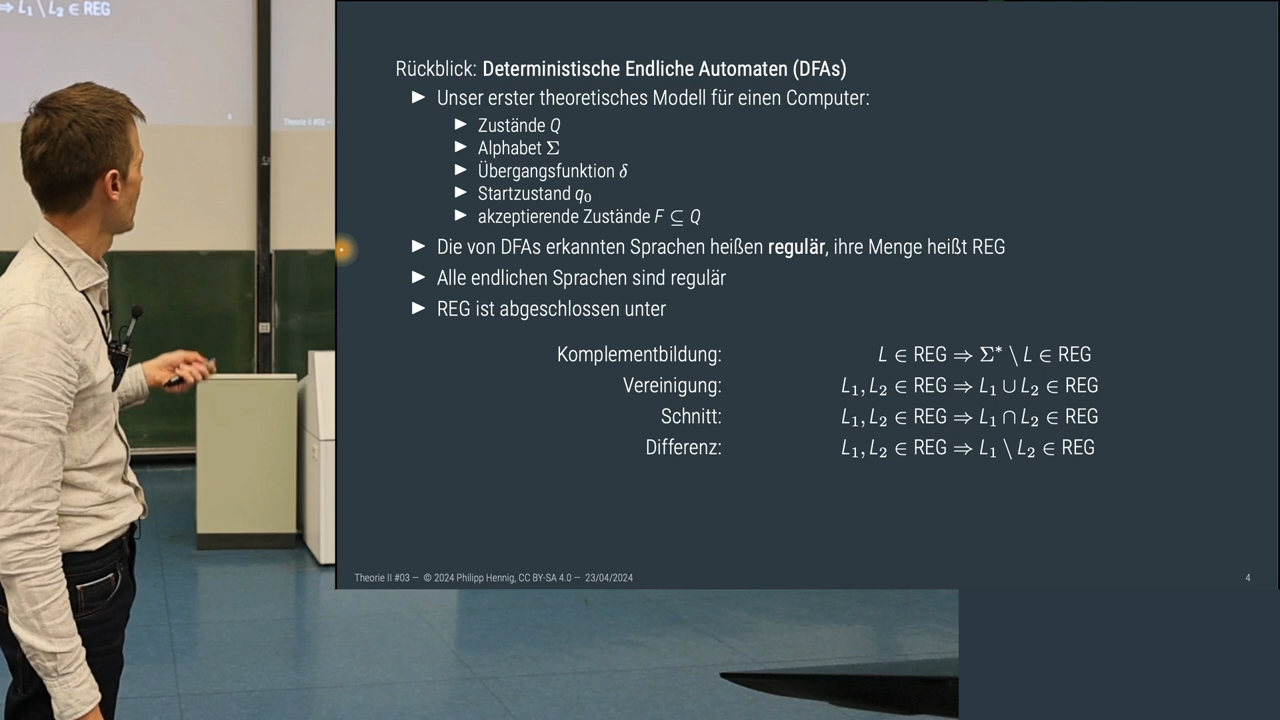 ⇒ L₁ \ L₂ ∈ REG
4
Theorie II #03 —
Rückblick: Deterministische Endliche Automaten (DFAs)
▶ Unser erster theoretisches Modell für einen Computer:
▶ Zustände Q
▶ Alphabet Σ
▶ Übergangsfunktion δ
▶ Startzustand q₀
▶ akzeptierende Zustände F ⊆ Q
▶ Die von DFAs erkannten Sprachen heißen regulär, ihre Menge heißt REG
▶ Alle endlichen Sprachen sind regulär
▶ REG ist abgeschlossen unter
Komplementbildung: L ∈ REG ⇒ Σ* \ L ∈ REG
Vereinigung: L₁, L₂ ∈ REG ⇒ L₁ ∪ L₂ ∈ REG
Schnitt: L₁, L₂ ∈ REG ⇒ L₁ ∩ L₂ ∈ REG
Differenz: L₁, L₂ ∈ REG ⇒ L₁ \ L₂ ∈ REG
Theorie II #03 — © 2024 Philipp Hennig, CC BY-SA 4.0 — 23/04/2024
4